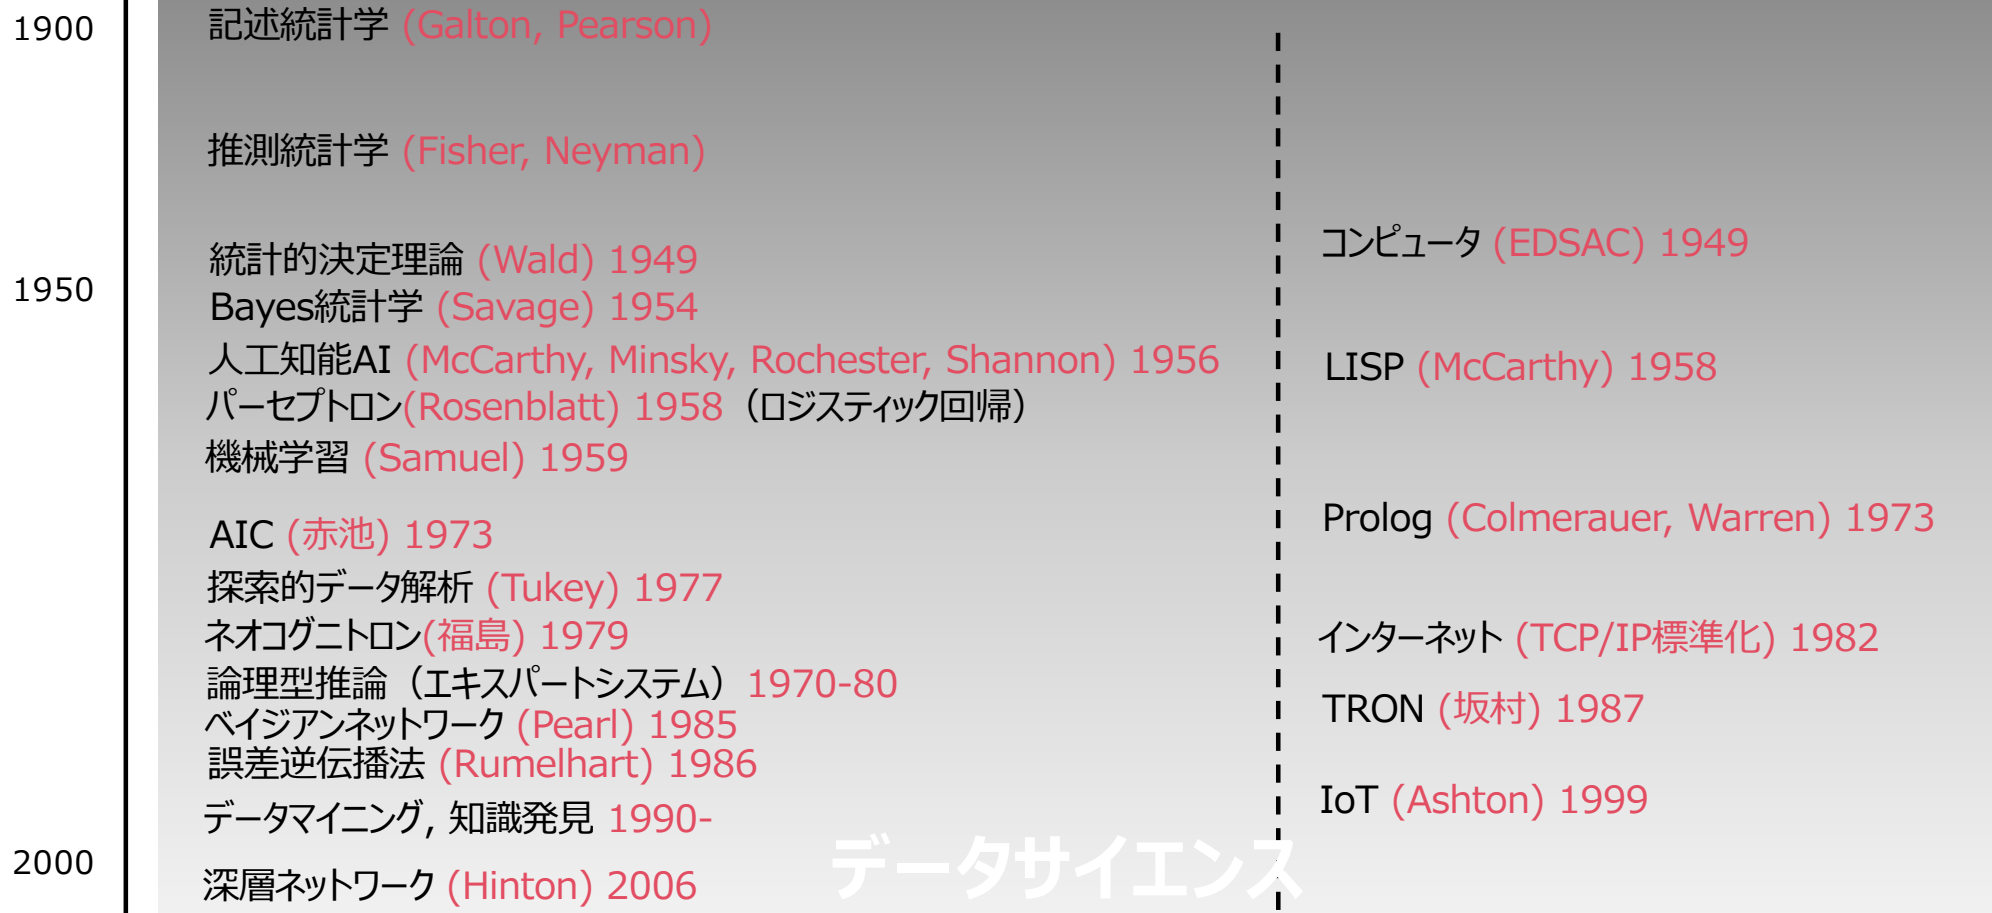 1900
記述統計学 (Galton, Pearson)
推測統計学 (Fisher, Neyman)
統計的決定理論 (Wald) 1949
1950
Bayes統計学 (Savage) 1954
人工知能AI (McCarthy, Minsky, Rochester, Shannon) 1956
パーセプトロン(Rosenblatt) 1958（ロジスティック回帰）
機械学習 (Samuel) 1959
AIC (赤池) 1973
探索的データ解析 (Tukey) 1977
ネオコグニトロン(福島) 1979
論理型推論（エキスパートシステム）1970-80
ベイジアンネットワーク (Pearl) 1985
誤差逆伝播法 (Rumelhart) 1986
データマイニング, 知識発見 1990-
2000
深層ネットワーク (Hinton) 2006
コンピュータ (EDSAC) 1949
LISP (McCarthy) 1958
Prolog (Colmerauer, Warren) 1973
インターネット (TCP/IP標準化) 1982
TRON (坂村) 1987
IoT (Ashton) 1999
データサイエンス